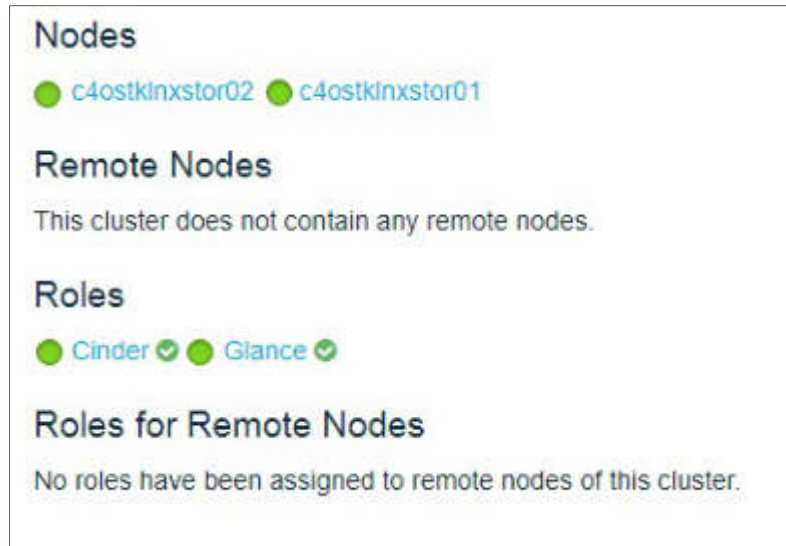 Nodes
c4ostklnxstor02 c4ostklnxstor01
Remote Nodes
This cluster does not contain any remote nodes.
Roles
Cinder Glance
Roles for Remote Nodes
No roles have been assigned to remote nodes of this cluster.